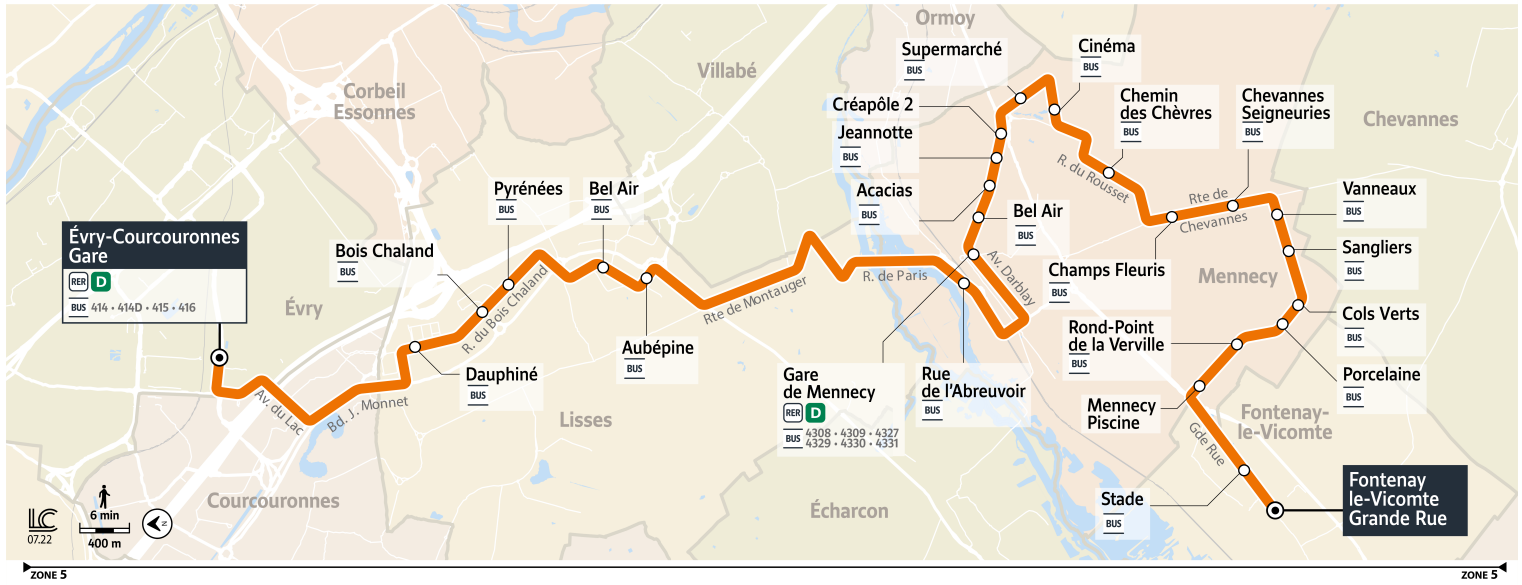 Ormoy
Supermarché
BUS
Cinéma
BUS
Corbeil
Essonnes
Villabé
Créapôle 2
Jeannotte
BUS
Chemin
des Chèvres
BUS
Chevannes
Seigneuries
BUS
Chevannes
R. du Rousset
Pyrénées
BUS
Bel Air
BUS
Acacias
BUS
Bel Air
BUS
Rte de
Chevannes
Vanneaux
BUS
Évry-Courcouronnes
Gare
RER D
BUS 414 • 414D • 415 • 416
Bois Chaland
BUS
Sangliers
BUS
Champs Fleuris
BUS
Mennecy
Évry
R. du Bois Chaland
Rte de Montauger
R. de Paris
Av. Darblay
Cols Verts
BUS
Rond-Point
de la Verville
BUS
Aubépine
BUS
Dauphiné
BUS
Gare
de Mennecy
RER D
BUS 4308 • 4309 • 4327
4329 • 4330 • 4331
Rue
de l'Abreuvoir
BUS
Porcelaine
BUS
Av. du Lac
Bd. J. Monnet
Lisses
Mennecy
Piscine
Fontenay-
le-Vicomte
Gde Rue
Courcouronnes
Écharcon
Stade
BUS
Fontenay
le-Vicomte
Grande Rue
LC
07.22
6 min
400 m
N
ZONE 5
ZONE 5